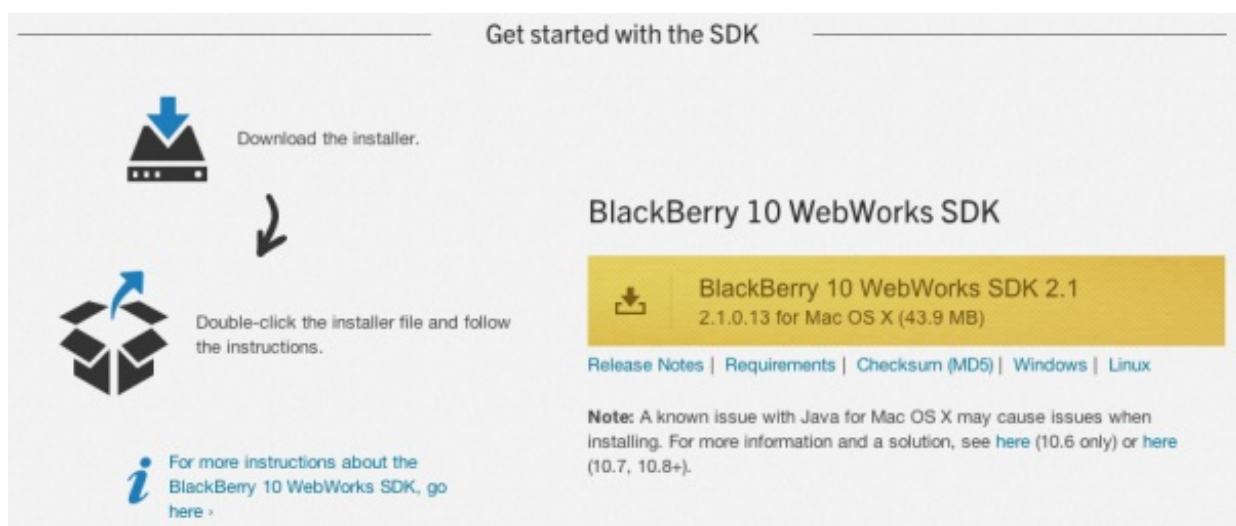 Get started with the SDK
Download the installer.
Double-click the installer file and follow
the instructions.
For more instructions about the
BlackBerry 10 WebWorks SDK, go
here ›
BlackBerry 10 WebWorks SDK
BlackBerry 10 WebWorks SDK 2.1
2.1.0.13 for Mac OS X (43.9 MB)
Release Notes | Requirements | Checksum (MD5) | Windows | Linux
Note: A known issue with Java for Mac OS X may cause issues when
installing. For more information and a solution, see here (10.6 only) or here
(10.7, 10.8+).